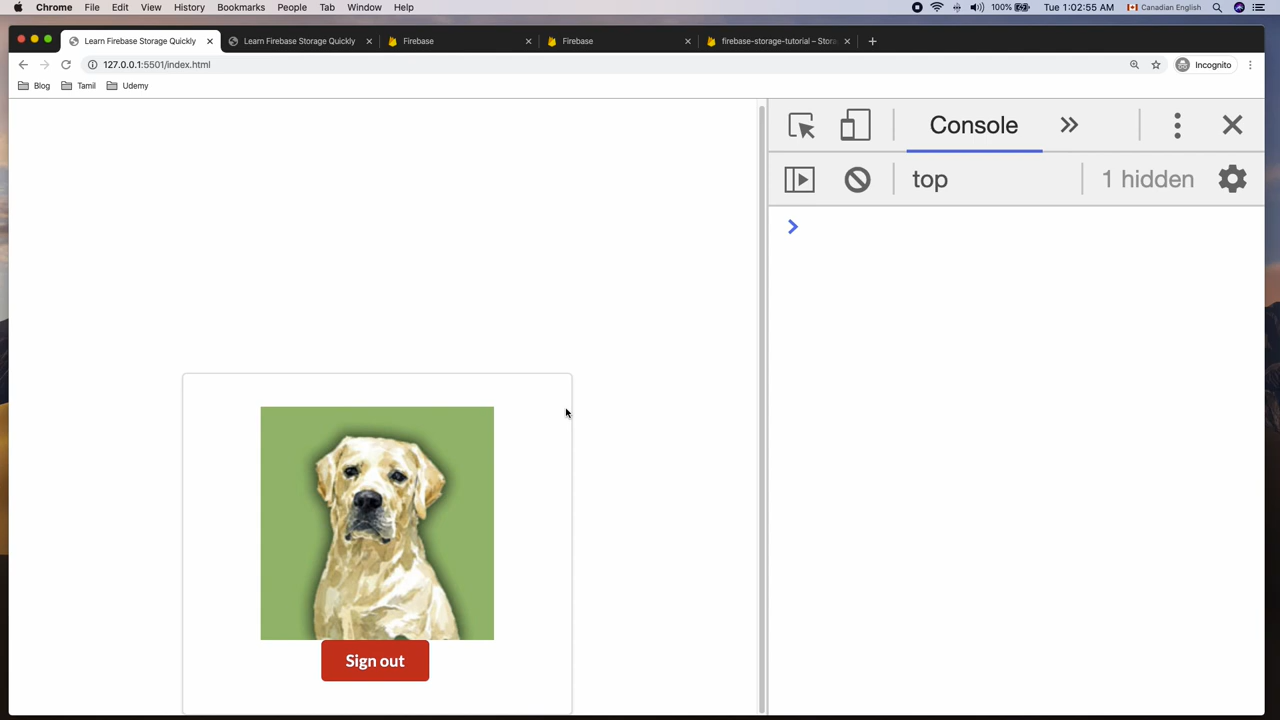 Chrome File Edit View History Bookmarks People Tab Window Help 100% Tue 1:02:55 AM Canadian English
Learn Firebase Storage Quickly Learn Firebase Storage Quickly Firebase Firebase firebase-storage-tutorial – Stora
127.0.0.1:5501/index.html Incognito
Blog Tamil Udemy
Console
top 1 hidden
Sign out